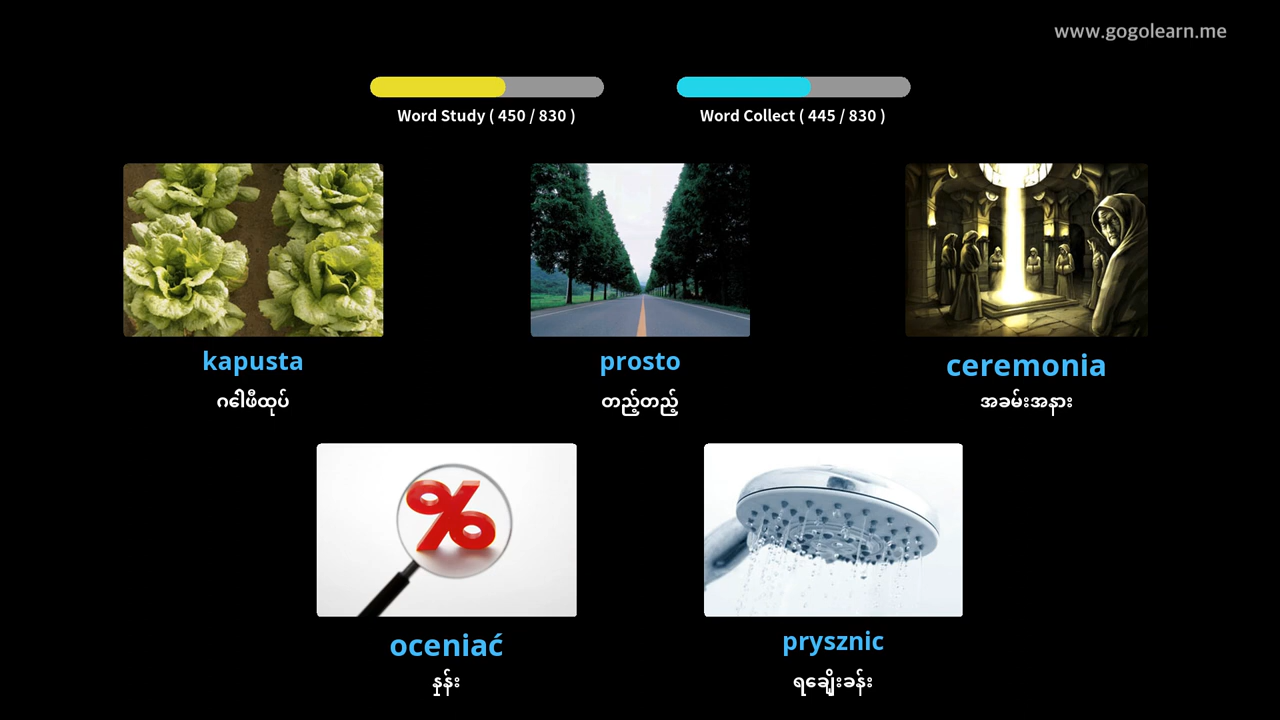 www.gogolearn.me
Word Study ( 450 / 830 )
Word Collect ( 445 / 830 )
kapusta
ဂေါ်ဖီထုပ်
prosto
တည့်တည့်
ceremonia
အခမ်းအနား
%
oceniać
နှုန်း
prysznic
ရေချိုးခန်း